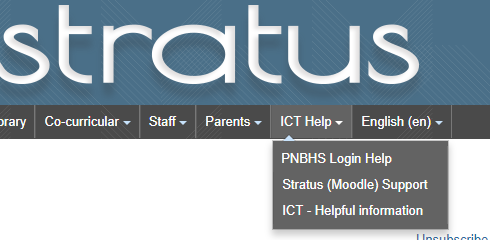 stratus
Co-curricular Staff Parents ICT Help English (en)
PNBHS Login Help
Stratus (Moodle) Support
ICT - Helpful information
Unsubscribe